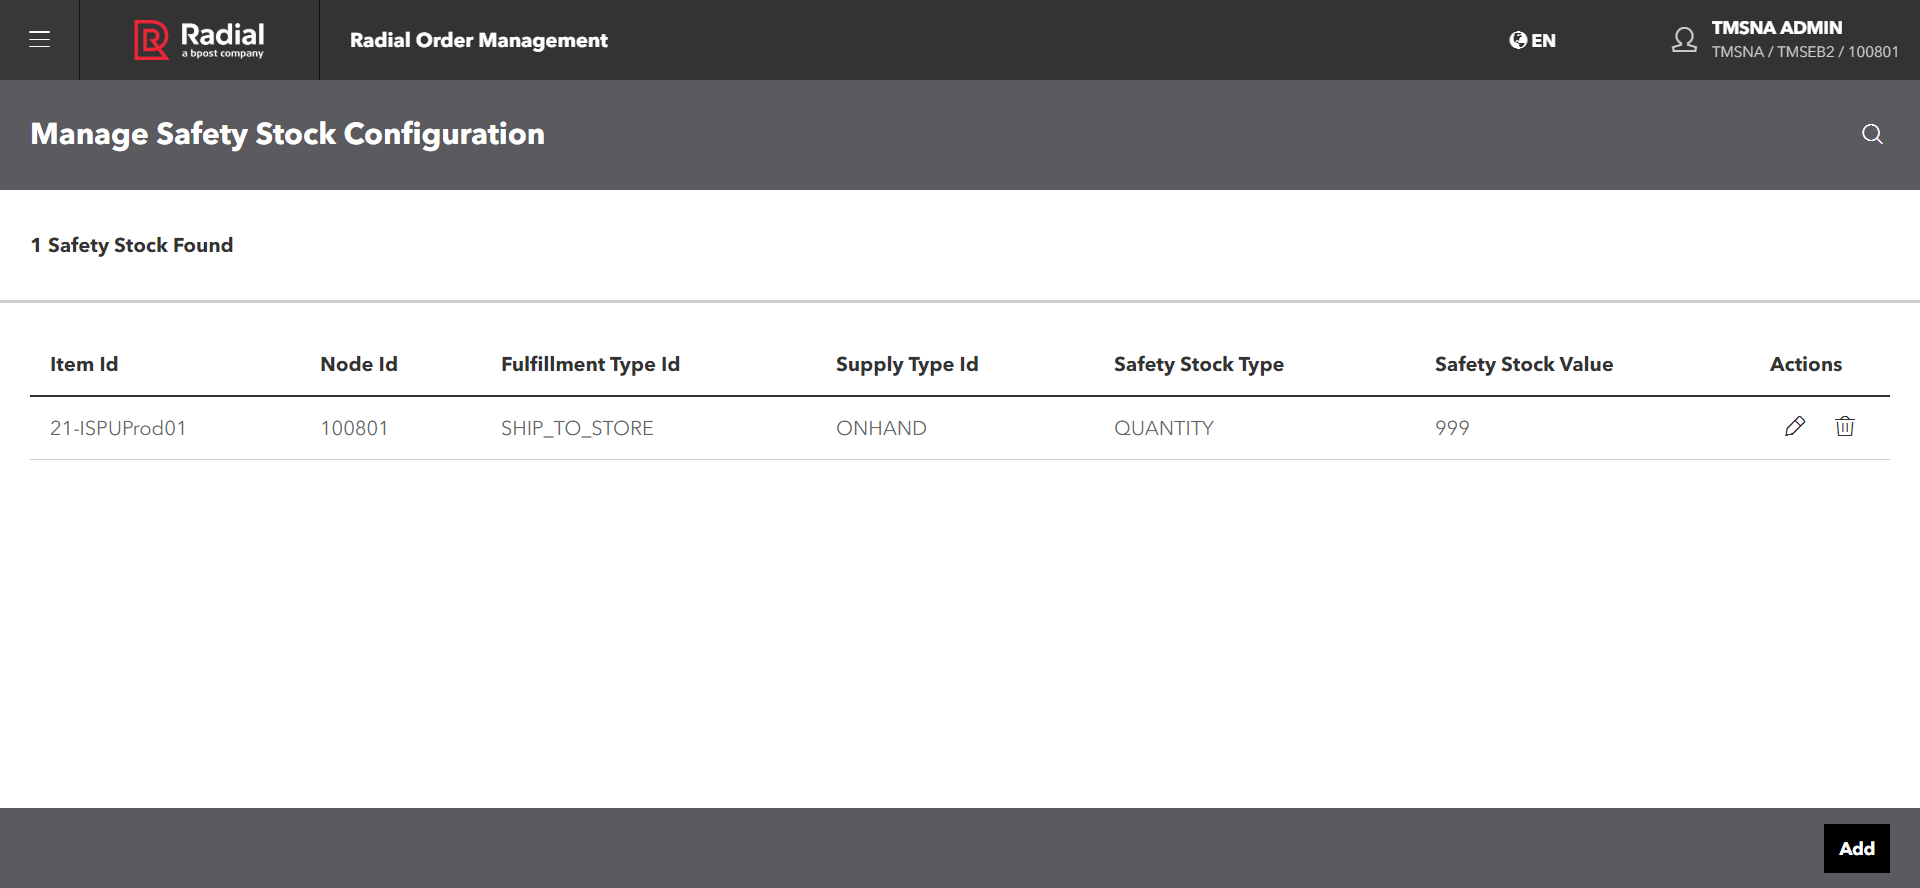 Radial
a bpost company
Radial Order Management
EN
TMSNA ADMIN
TMSNA / TMSEB2 / 100801
Manage Safety Stock Configuration
1 Safety Stock Found
Item Id Node Id Fulfillment Type Id Supply Type Id Safety Stock Type Safety Stock Value Actions
21-ISPUProd01 100801 SHIP_TO_STORE ONHAND QUANTITY 999
Add